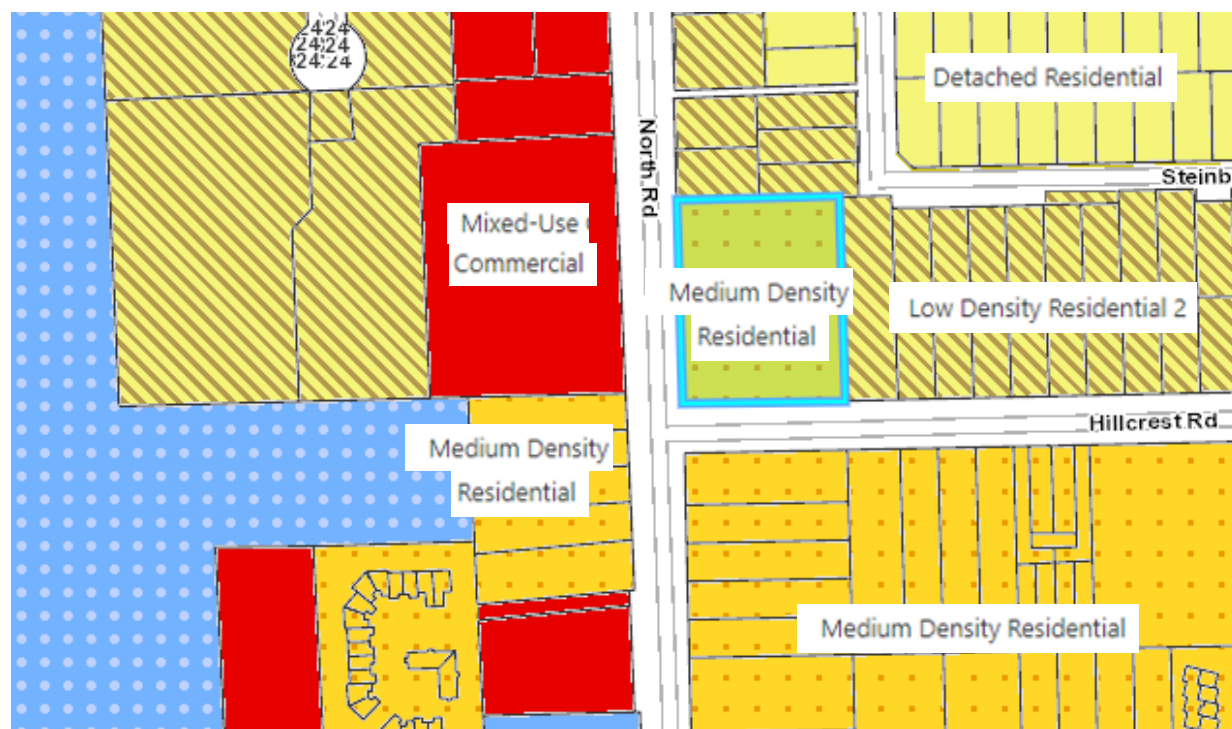 24 24
24 24
324 24
Detached Residential
North Rd
Steinb
Mixed-Use
Commercial
Medium Density
Residential
Low Density Residential 2
Hillcrest Rd
Medium Density
Residential
Medium Density Residential